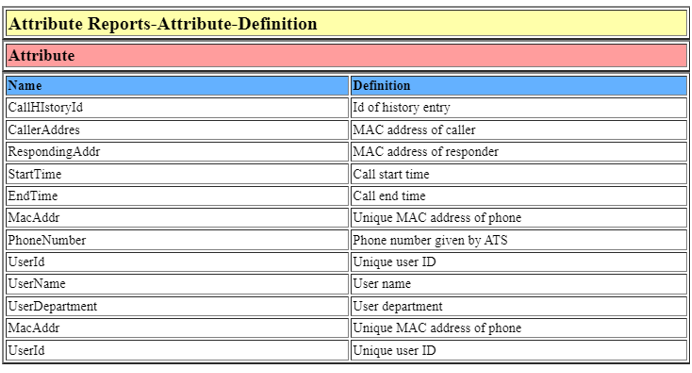 Attribute Reports-Attribute-Definition
Attribute
Name Definition
CallHIstoryId Id of history entry
CallerAddres MAC address of caller
RespondingAddr MAC address of responder
StartTime Call start time
EndTime Call end time
MacAddr Unique MAC address of phone
PhoneNumber Phone number given by ATS
UserId Unique user ID
UserName User name
UserDepartment User department
MacAddr Unique MAC address of phone
UserId Unique user ID